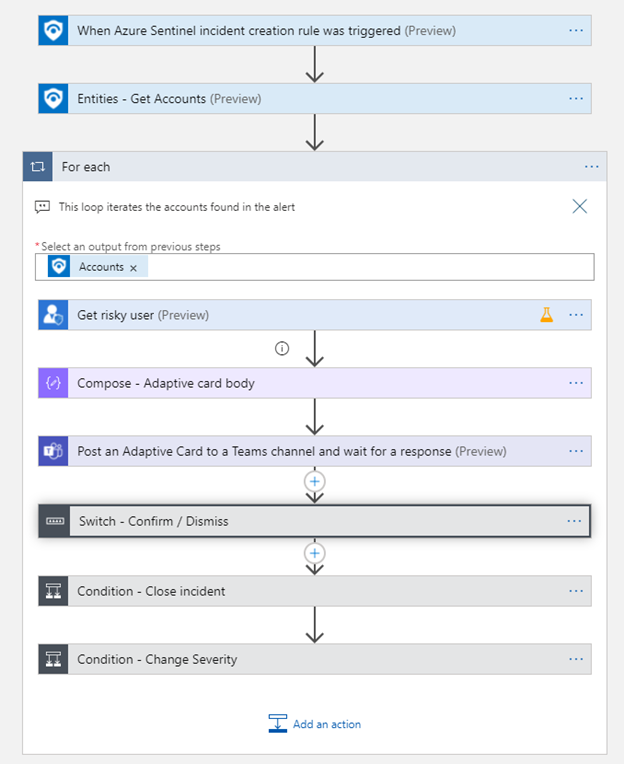 When Azure Sentinel incident creation rule was triggered (Preview)
Entities - Get Accounts (Preview)
For each
This loop iterates the accounts found in the alert
*Select an output from previous steps
Accounts
Get risky user (Preview)
Compose - Adaptive card body
Post an Adaptive Card to a Teams channel and wait for a response (Preview)
Switch - Confirm / Dismiss
Condition - Close incident
Condition - Change Severity
Add an action